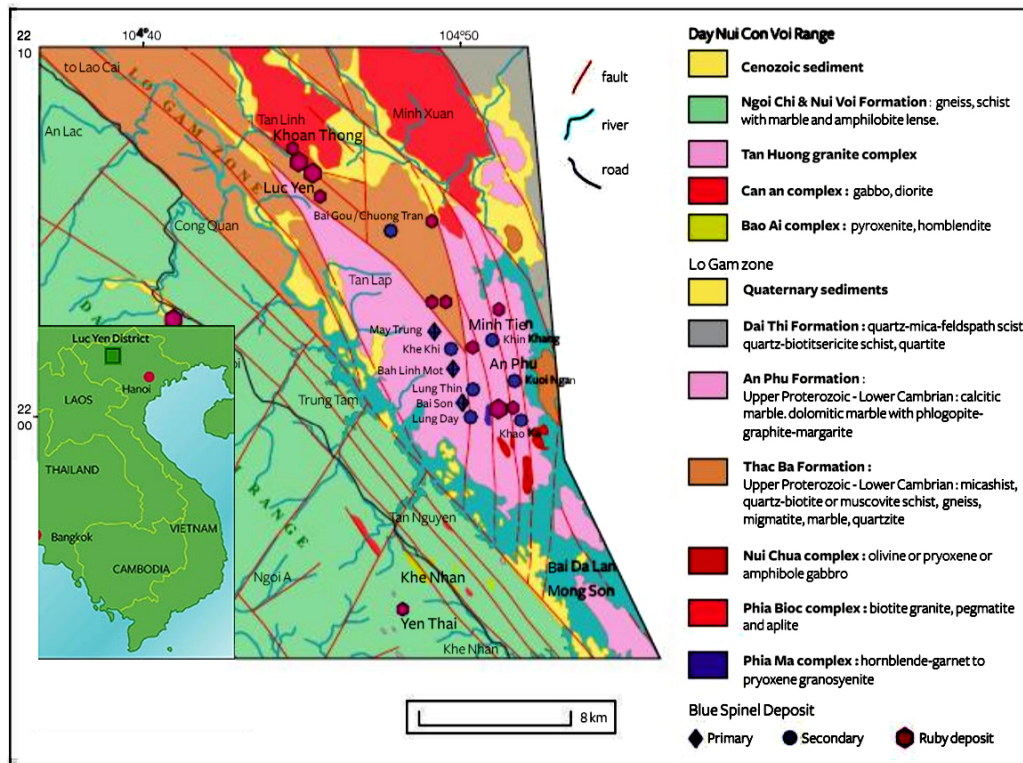 22
10
104°40
104°50
to Lao Cai
LO GAM ZONE
An Lac
Tan Linh
Khoan Thong
Minh Xuan
Luc Yen
Bai Gou / Chuong Tran
Cong Quan
Tan Lap
May Trung
Minh Tien
Khe Khi
Khin Khang
Bah Linh Mot
An Phu
Kuoi Ngan
Lung Thin
Bai Son
Lung Day
Khao Ka
Trung Tam
22
00
RANGE
Tan Nguyen
Ngoi A
Khe Nhan
Bai Da Lan
Mong Son
Yen Thai
Khe Nhan
Luc Yen District
Hanoi
LAOS
THAILAND
VIETNAM
Bangkok
CAMBODIA
fault
river
road
8 km
Day Nui Con Voi Range
Cenozoic sediment
Ngoi Chi & Nui Voi Formation : gneiss, schist
with marble and amphilobite lense.
Tan Huong granite complex
Can an complex : gabbo, diorite
Bao Ai complex : pyroxenite, homblendite
Lo Gam zone
Quaternary sediments
Dai Thi Formation : quartz-mica-feldspath scist
quartz-biotitsericite schist, quartite
An Phu Formation :
Upper Proterozoic - Lower Cambrian : calcitic
marble. dolomitic marble with phlogopite-
graphite-margarite
Thac Ba Formation :
Upper Proterozoic - Lower Cambrian : micashist,
quartz-biotite or muscovite schist, gneiss,
migmatite, marble, quartzite
Nui Chua complex : olivine or pryoxene or
amphibole gabbro
Phia Bioc complex : biotite granite, pegmatite
and aplite
Phia Ma complex : hornblende-garnet to
pryoxene granosyenite
Blue Spinel Deposit
Primary
Secondary
Ruby deposit